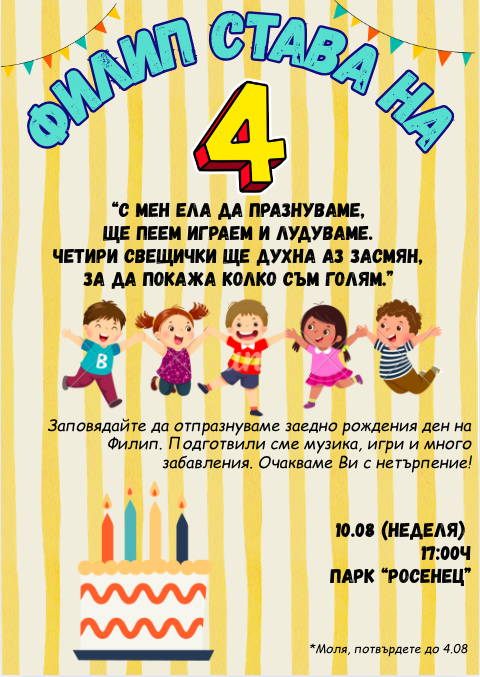 ФИЛИП СТАВА НА
4
“С МЕН ЕЛА ДА ПРАЗНУВАМЕ,
ЩЕ ПЕЕМ ИГРАЕМ И ЛУДУВАМЕ.
ЧЕТИРИ СВЕЩИЧКИ ЩЕ ДУХНА АЗ ЗАСМЯН,
ЗА ДА ПОКАЖА КОЛКО СЪМ ГОЛЯМ.”
B
Заповядайте да отпразнуваме заедно рождения ден на
Филип. Подготвили сме музика, игри и много
забавления. Очакваме Ви с нетърпение!
10.08 (НЕДЕЛЯ)
17:00Ч
ПАРК “РОСЕНЕЦ”
*Моля, потвърдете до 4.08